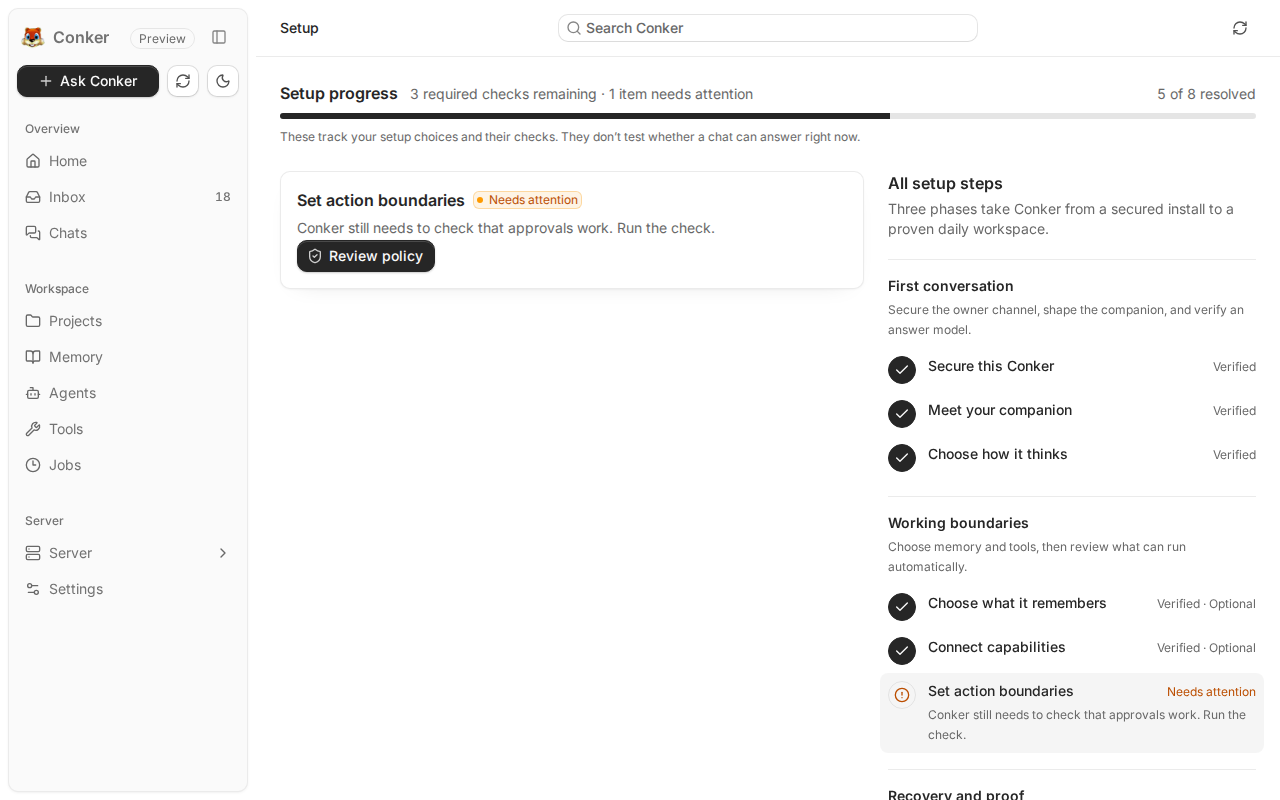 Conker
Preview
Ask Conker
Overview
Home
Inbox 18
Chats
Workspace
Projects
Memory
Agents
Tools
Jobs
Server
Server
Settings
Setup
Search Conker
Setup progress 3 required checks remaining · 1 item needs attention 5 of 8 resolved
These track your setup choices and their checks. They don’t test whether a chat can answer right now.
Set action boundaries Needs attention
Conker still needs to check that approvals work. Run the check.
Review policy
All setup steps
Three phases take Conker from a secured install to a
proven daily workspace.
First conversation
Secure the owner channel, shape the companion, and verify an
answer model.
Secure this Conker Verified
Meet your companion Verified
Choose how it thinks Verified
Working boundaries
Choose memory and tools, then review what can run
automatically.
Choose what it remembers Verified · Optional
Connect capabilities Verified · Optional
Set action boundaries Needs attention
Conker still needs to check that approvals work. Run the
check.
Recovery and proof